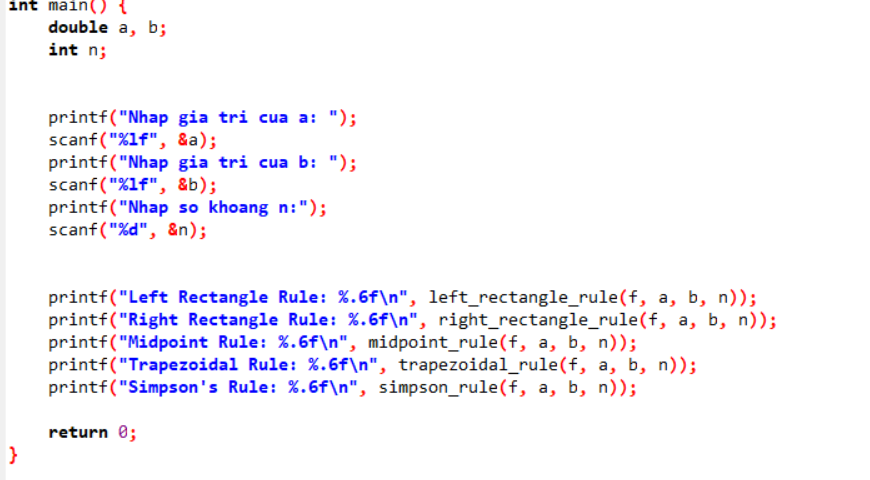 int main() {
    double a, b;
    int n;
    printf("Nhap gia tri cua a: ");
    scanf("%lf", &a);
    printf("Nhap gia tri cua b: ");
    scanf("%lf", &b);
    printf("Nhap so khoang n:");
    scanf("%d", &n);
    printf("Left Rectangle Rule: %.6f\n", left_rectangle_rule(f, a, b, n));
    printf("Right Rectangle Rule: %.6f\n", right_rectangle_rule(f, a, b, n));
    printf("Midpoint Rule: %.6f\n", midpoint_rule(f, a, b, n));
    printf("Trapezoidal Rule: %.6f\n", trapezoidal_rule(f, a, b, n));
    printf("Simpson's Rule: %.6f\n", simpson_rule(f, a, b, n));
    return 0;
}